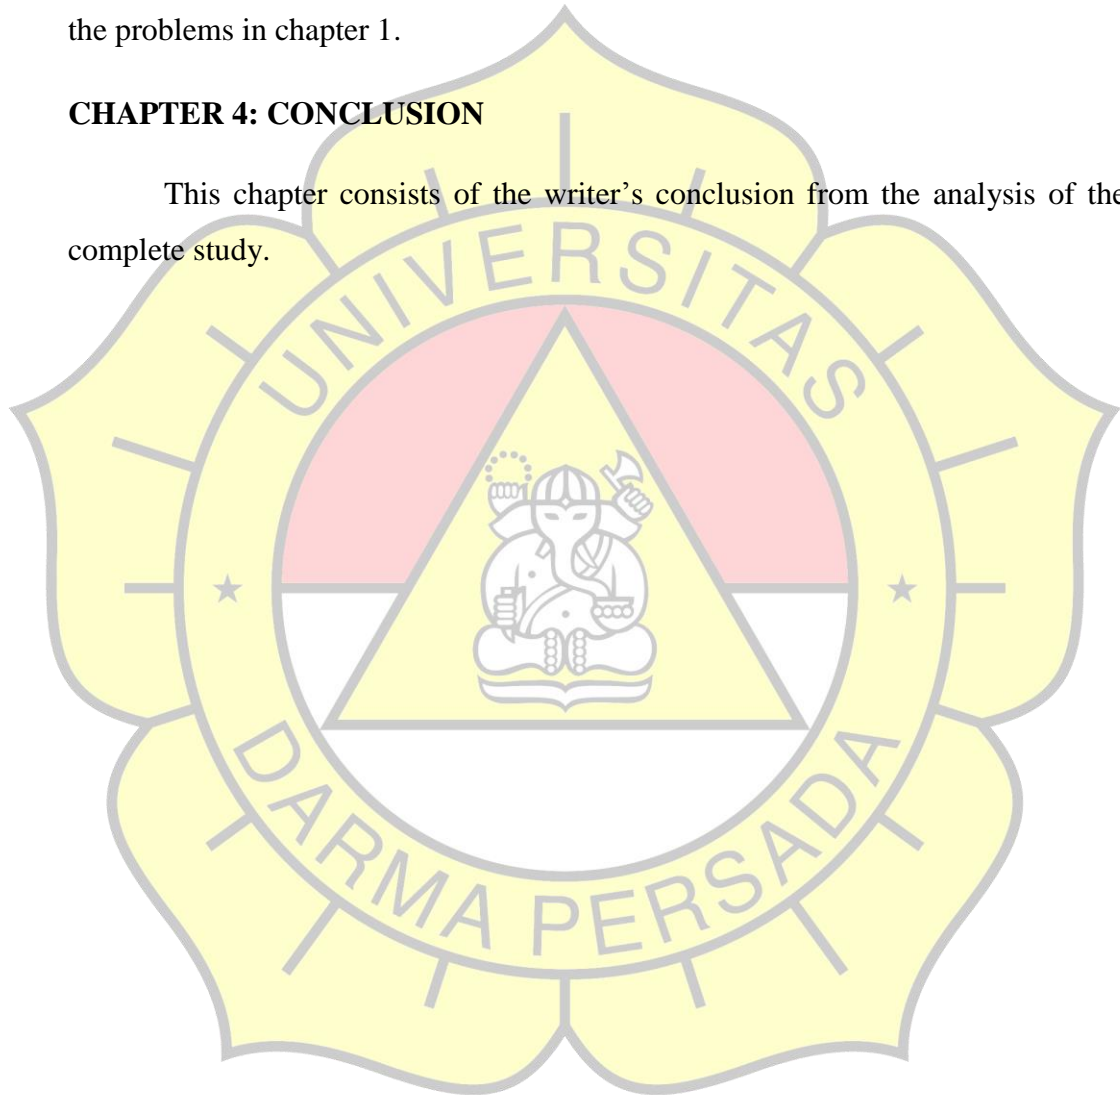 the problems in chapter 1.
CHAPTER 4: CONCLUSION
This chapter consists of the writer’s conclusion from the analysis of the
complete study.
UNIVERSITAS
DARMA PERSADA